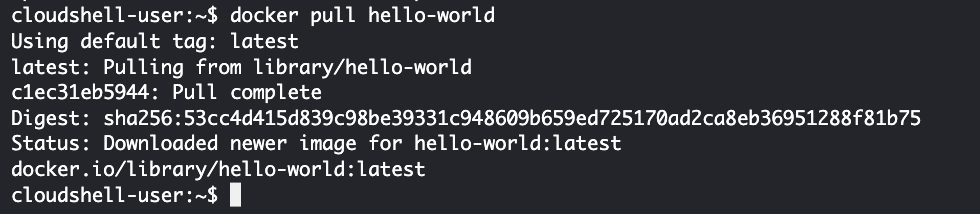 cloudshell-user:~$ docker pull hello-world
Using default tag: latest
latest: Pulling from library/hello-world
c1ec31eb5944: Pull complete
Digest: sha256:53cc4d415d839c98be39331c948609b659ed725170ad2ca8eb36951288f81b75
Status: Downloaded newer image for hello-world:latest
docker.io/library/hello-world:latest
cloudshell-user:~$